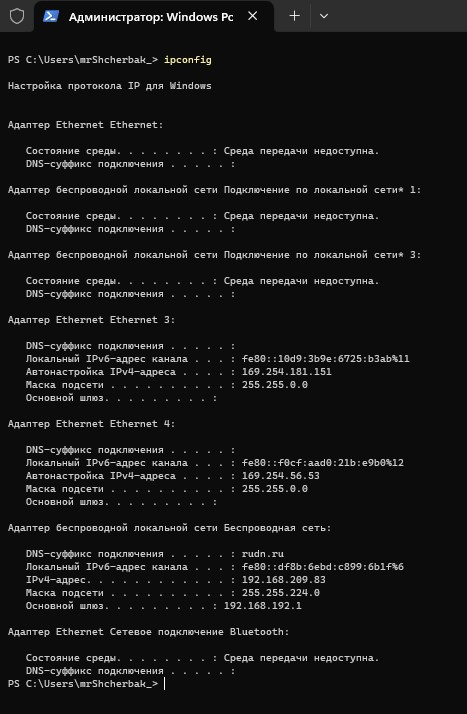 Администратор: Windows Po
PS C:\Users\mrShcherbak_> ipconfig
Настройка протокола IP для Windows
Адаптер Ethernet Ethernet:
Состояние среды. . . . . . . . : Среда передачи недоступна.
DNS-суффикс подключения . . . . . :
Адаптер беспроводной локальной сети Подключение по локальной сети* 1:
Состояние среды. . . . . . . . : Среда передачи недоступна.
DNS-суффикс подключения . . . . . :
Адаптер беспроводной локальной сети Подключение по локальной сети* 3:
Состояние среды. . . . . . . . : Среда передачи недоступна.
DNS-суффикс подключения . . . . . :
Адаптер Ethernet Ethernet 3:
DNS-суффикс подключения . . . . . :
Локальный IPv6-адрес канала . . . : fe80::10d9:3b9e:6725:b3ab%11
Автонастройка IPv4-адреса . . . . : 169.254.181.151
Маска подсети . . . . . . . . . . : 255.255.0.0
Основной шлюз. . . . . . . . . :
Адаптер Ethernet Ethernet 4:
DNS-суффикс подключения . . . . . :
Локальный IPv6-адрес канала . . . : fe80::f0cf:aad0:21b:e9b0%12
Автонастройка IPv4-адреса . . . . : 169.254.56.53
Маска подсети . . . . . . . . . . : 255.255.0.0
Основной шлюз. . . . . . . . . :
Адаптер беспроводной локальной сети Беспроводная сеть:
DNS-суффикс подключения . . . . . : rudn.ru
Локальный IPv6-адрес канала . . . : fe80::df8b:6ebd:c899:6b1f%6
IPv4-адрес. . . . . . . . . . . . : 192.168.209.83
Маска подсети . . . . . . . . . . : 255.255.224.0
Основной шлюз. . . . . . . . . : 192.168.192.1
Адаптер Ethernet Сетевое подключение Bluetooth:
Состояние среды. . . . . . . . : Среда передачи недоступна.
DNS-суффикс подключения . . . . . :
PS C:\Users\mrShcherbak_>